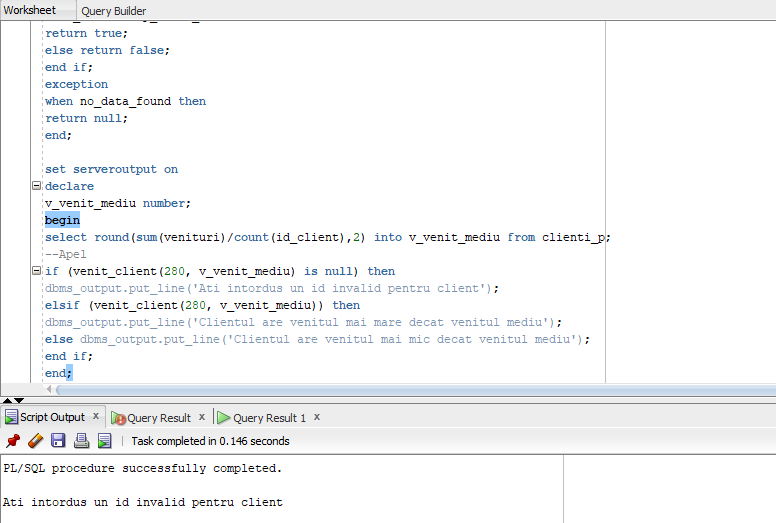 Worksheet Query Builder
return true;
else return false;
end if;
exception
when no_data_found then
return null;
end;
set serveroutput on
declare
v_venit_mediu number;
begin
select round(sum(venituri)/count(id_client),2) into v_venit_mediu from clienti_p;
--Apel
if (venit_client(280, v_venit_mediu) is null) then
dbms_output.put_line('Ati intordus un id invalid pentru client');
elsif (venit_client(280, v_venit_mediu)) then
dbms_output.put_line('Clientul are venitul mai mare decat venitul mediu');
else dbms_output.put_line('Clientul are venitul mai mic decat venitul mediu');
end if;
end;
Script Output x Query Result x Query Result 1 x
Task completed in 0.146 seconds
PL/SQL procedure successfully completed.
Ati intordus un id invalid pentru client